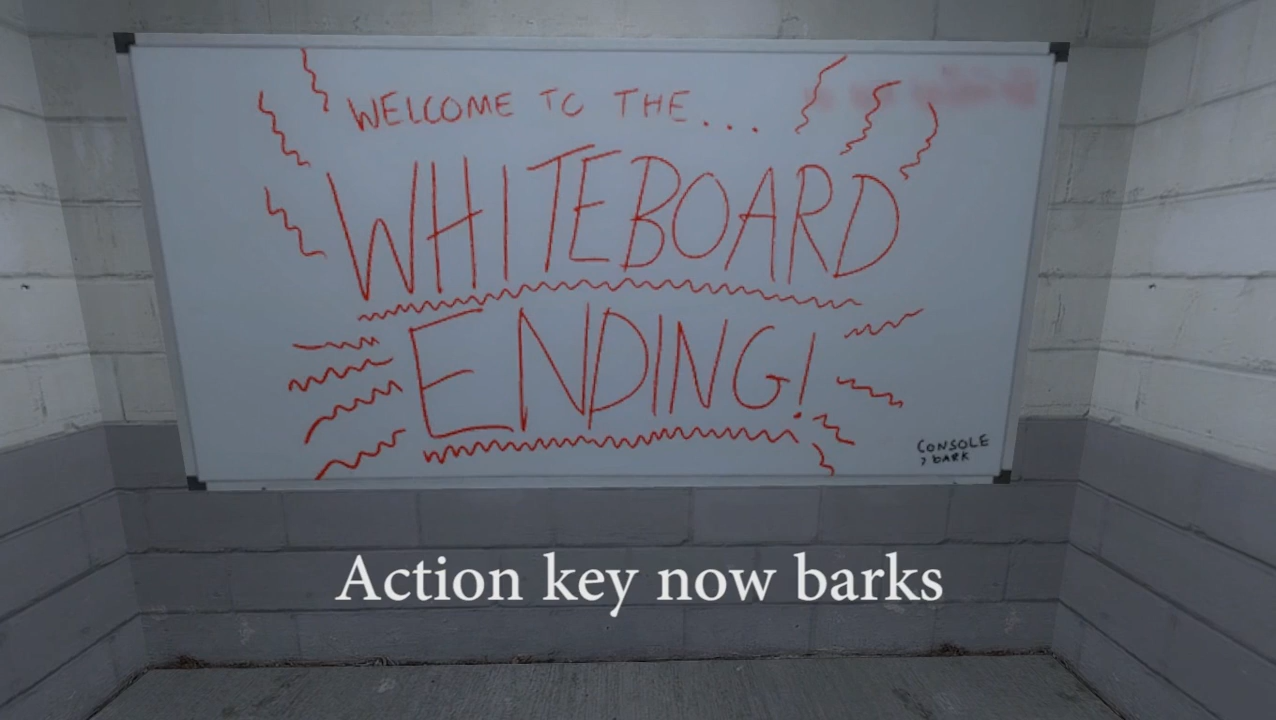 WELCOME TO THE...
WHITEBOARD
ENDING!
CONSOLE
> BARK
Action key now barks